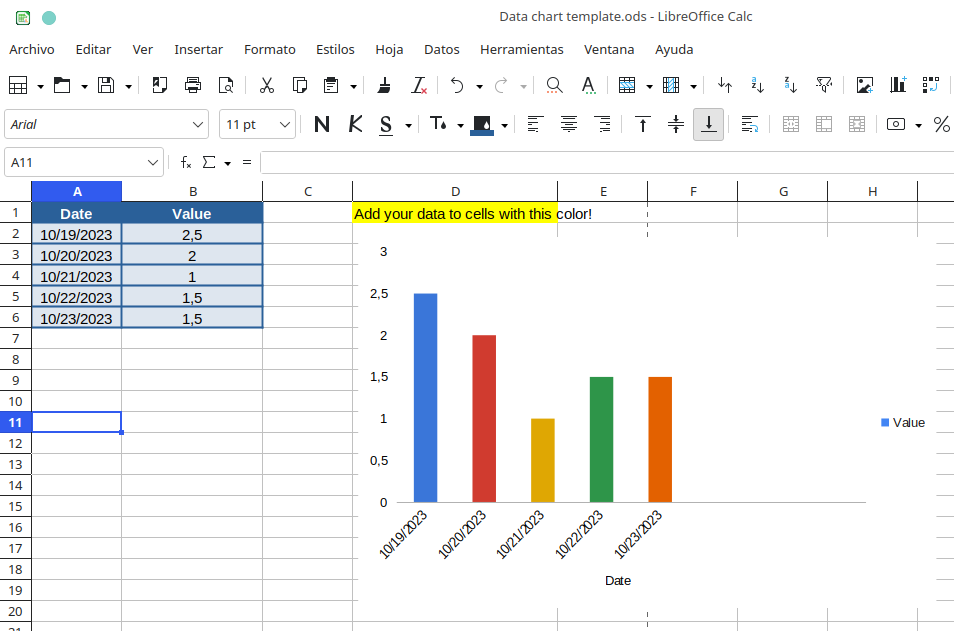 Data chart template.ods - LibreOffice Calc
Archivo Editar Ver Insertar Formato Estilos Hoja Datos Herramientas Ventana Ayuda
Arial 11 pt N K S %
A11 fx Σ =
A B C D E F G H
1 Date Value Add your data to cells with this color!
2 10/19/2023 2,5
3 10/20/2023 2
4 10/21/2023 1
5 10/22/2023 1,5
6 10/23/2023 1,5
7
8
9
10
11
12
13
14
15
16
17
18
19
20
21
3
2,5
2
1,5
1
0,5
0
10/19/2023 10/20/2023 10/21/2023 10/22/2023 10/23/2023
Date
Value